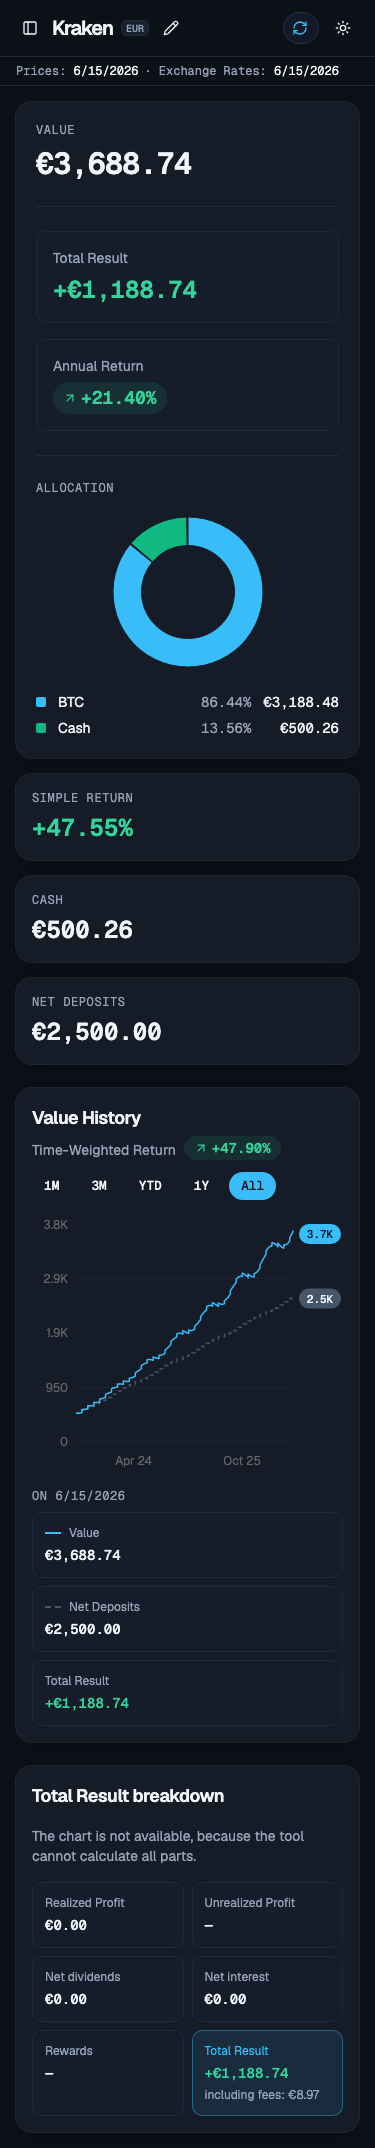 Kraken EUR
Prices: 6/15/2026 · Exchange Rates: 6/15/2026
VALUE
€3,688.74
Total Result
+€1,188.74
Annual Return
+21.40%
ALLOCATION
BTC 86.44% €3,188.48
Cash 13.56% €500.26
SIMPLE RETURN
+47.55%
CASH
€500.26
NET DEPOSITS
€2,500.00
Value History
Time-Weighted Return +47.90%
1M 3M YTD 1Y All
3.8K
3.7K
2.9K
2.5K
1.9K
950
0
Apr 24 Oct 25
ON 6/15/2026
Value
€3,688.74
Net Deposits
€2,500.00
Total Result
+€1,188.74
Total Result breakdown
The chart is not available, because the tool
cannot calculate all parts.
Realized Profit
€0.00
Unrealized Profit
—
Net dividends
€0.00
Net interest
€0.00
Rewards
—
Total Result
+€1,188.74
including fees: €8.97